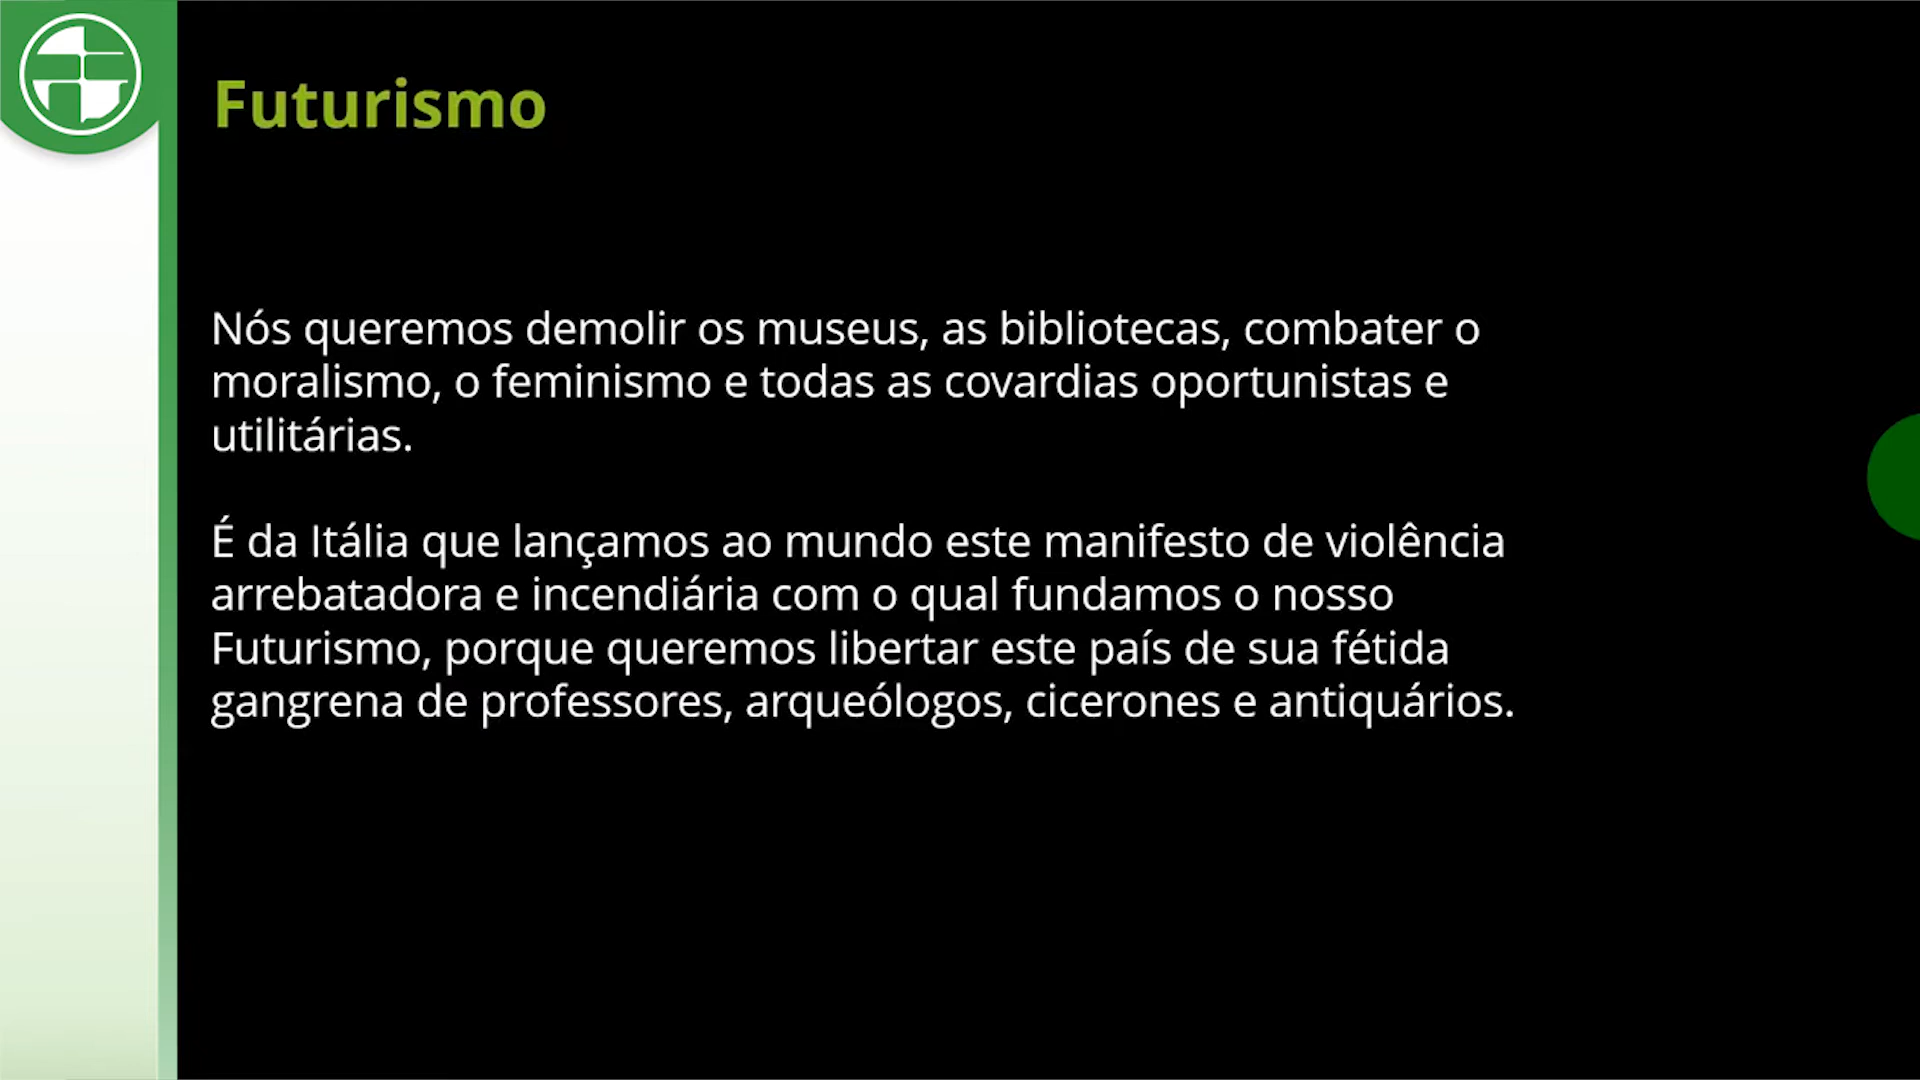 Futurismo
Nós queremos demolir os museus, as bibliotecas, combater o
moralismo, o feminismo e todas as covardias oportunistas e
utilitárias.
É da Itália que lançamos ao mundo este manifesto de violência
arrebatadora e incendiária com o qual fundamos o nosso
Futurismo, porque queremos libertar este país de sua fétida
gangrena de professores, arqueólogos, cicerones e antiquários.